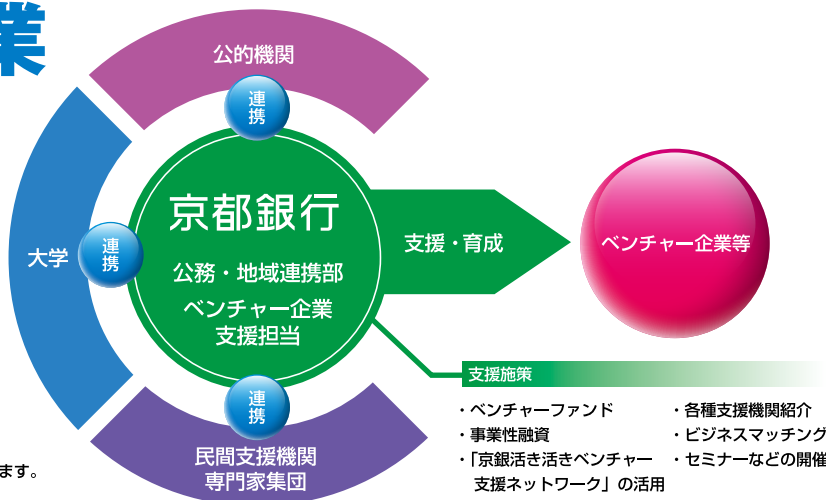 業
公的機関
連携
大学
連携
京都銀行
公務・地域連携部
ベンチャー企業
支援担当
連携
民間支援機関
専門家集団
支援・育成
ベンチャー企業等
支援施策
・ベンチャーファンド
・事業性融資
・「京銀活き活きベンチャー
支援ネットワーク」の活用
・各種支援機関紹介
・ビジネスマッチング
・セミナーなどの開催
ます。